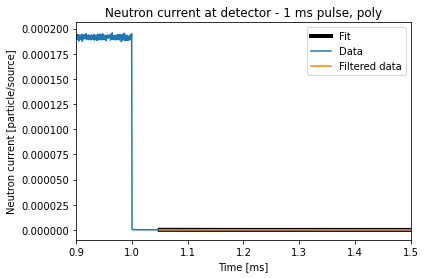 Neutron current at detector - 1 ms pulse, poly
Neutron current [particle/source]
0.000200
0.000175
0.000150
0.000125
0.000100
0.000075
0.000050
0.000025
0.000000
Fit
Data
Filtered data
0.9 1.0 1.1 1.2 1.3 1.4 1.5
Time [ms]